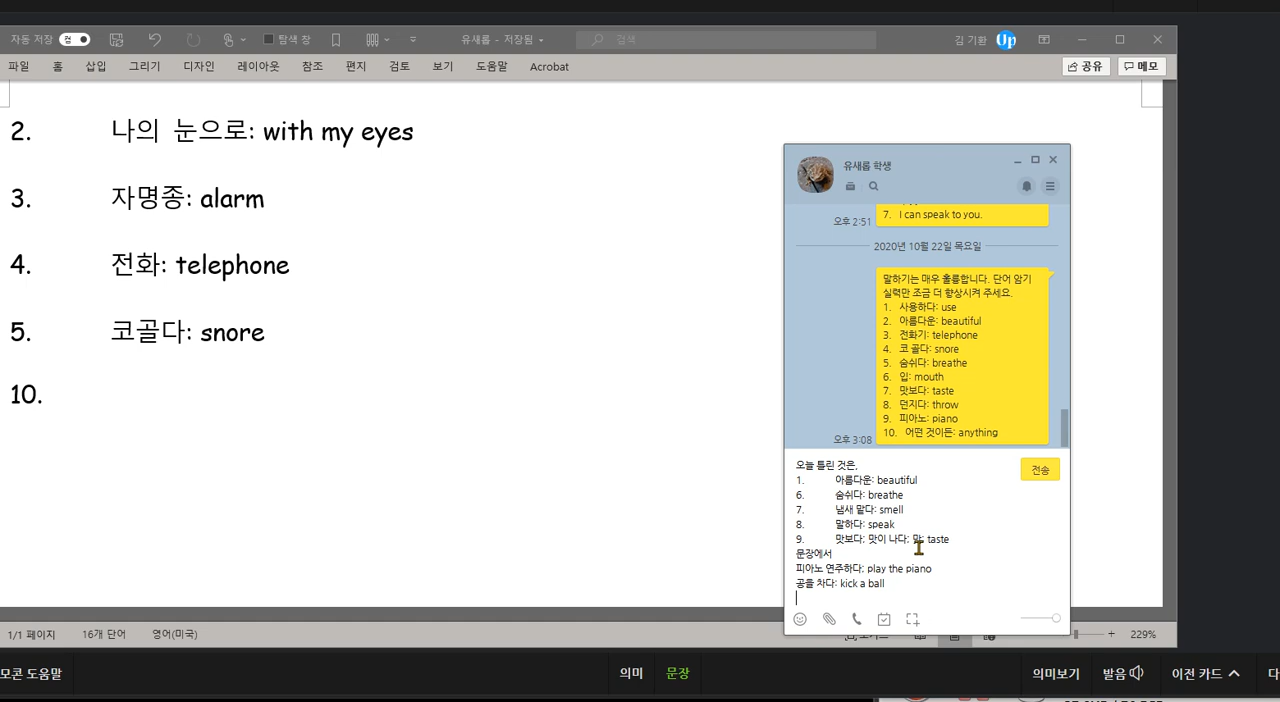 자동 저장 켬
탐색 창
유새롭 - 저장됨
검색
김 기환
Up
파일 홈 삽입 그리기 디자인 레이아웃 참조 편지 검토 보기 도움말 Acrobat
공유 메모
2. 나의 눈으로: with my eyes
3. 자명종: alarm
4. 전화: telephone
5. 코골다: snore
10.
유새롭 학생
7. I can speak to you.
오후 2:51
2020년 10월 22일 목요일
말하기는 매우 훌륭합니다. 단어 암기
실력만 조금 더 향상시켜 주세요.
1. 사용하다: use
2. 아름다운: beautiful
3. 전화기: telephone
4. 코 골다: snore
5. 숨쉬다: breathe
6. 입: mouth
7. 맛보다: taste
8. 던지다: throw
9. 피아노: piano
10. 어떤 것이든: anything
오후 3:08
오늘 틀린 것은,
전송
1. 아름다운: beautiful
6. 숨쉬다: breathe
7. 냄새 맡다: smell
8. 말하다: speak
9. 맛보다; 맛이 나다; 맛: taste
문장에서
피아노 연주하다; play the piano
공을 차다: kick a ball
1/1 페이지 16개 단어 영어(미국)
229%
모콘 도움말
의미 문장
의미보기 발음 이전 카드 다